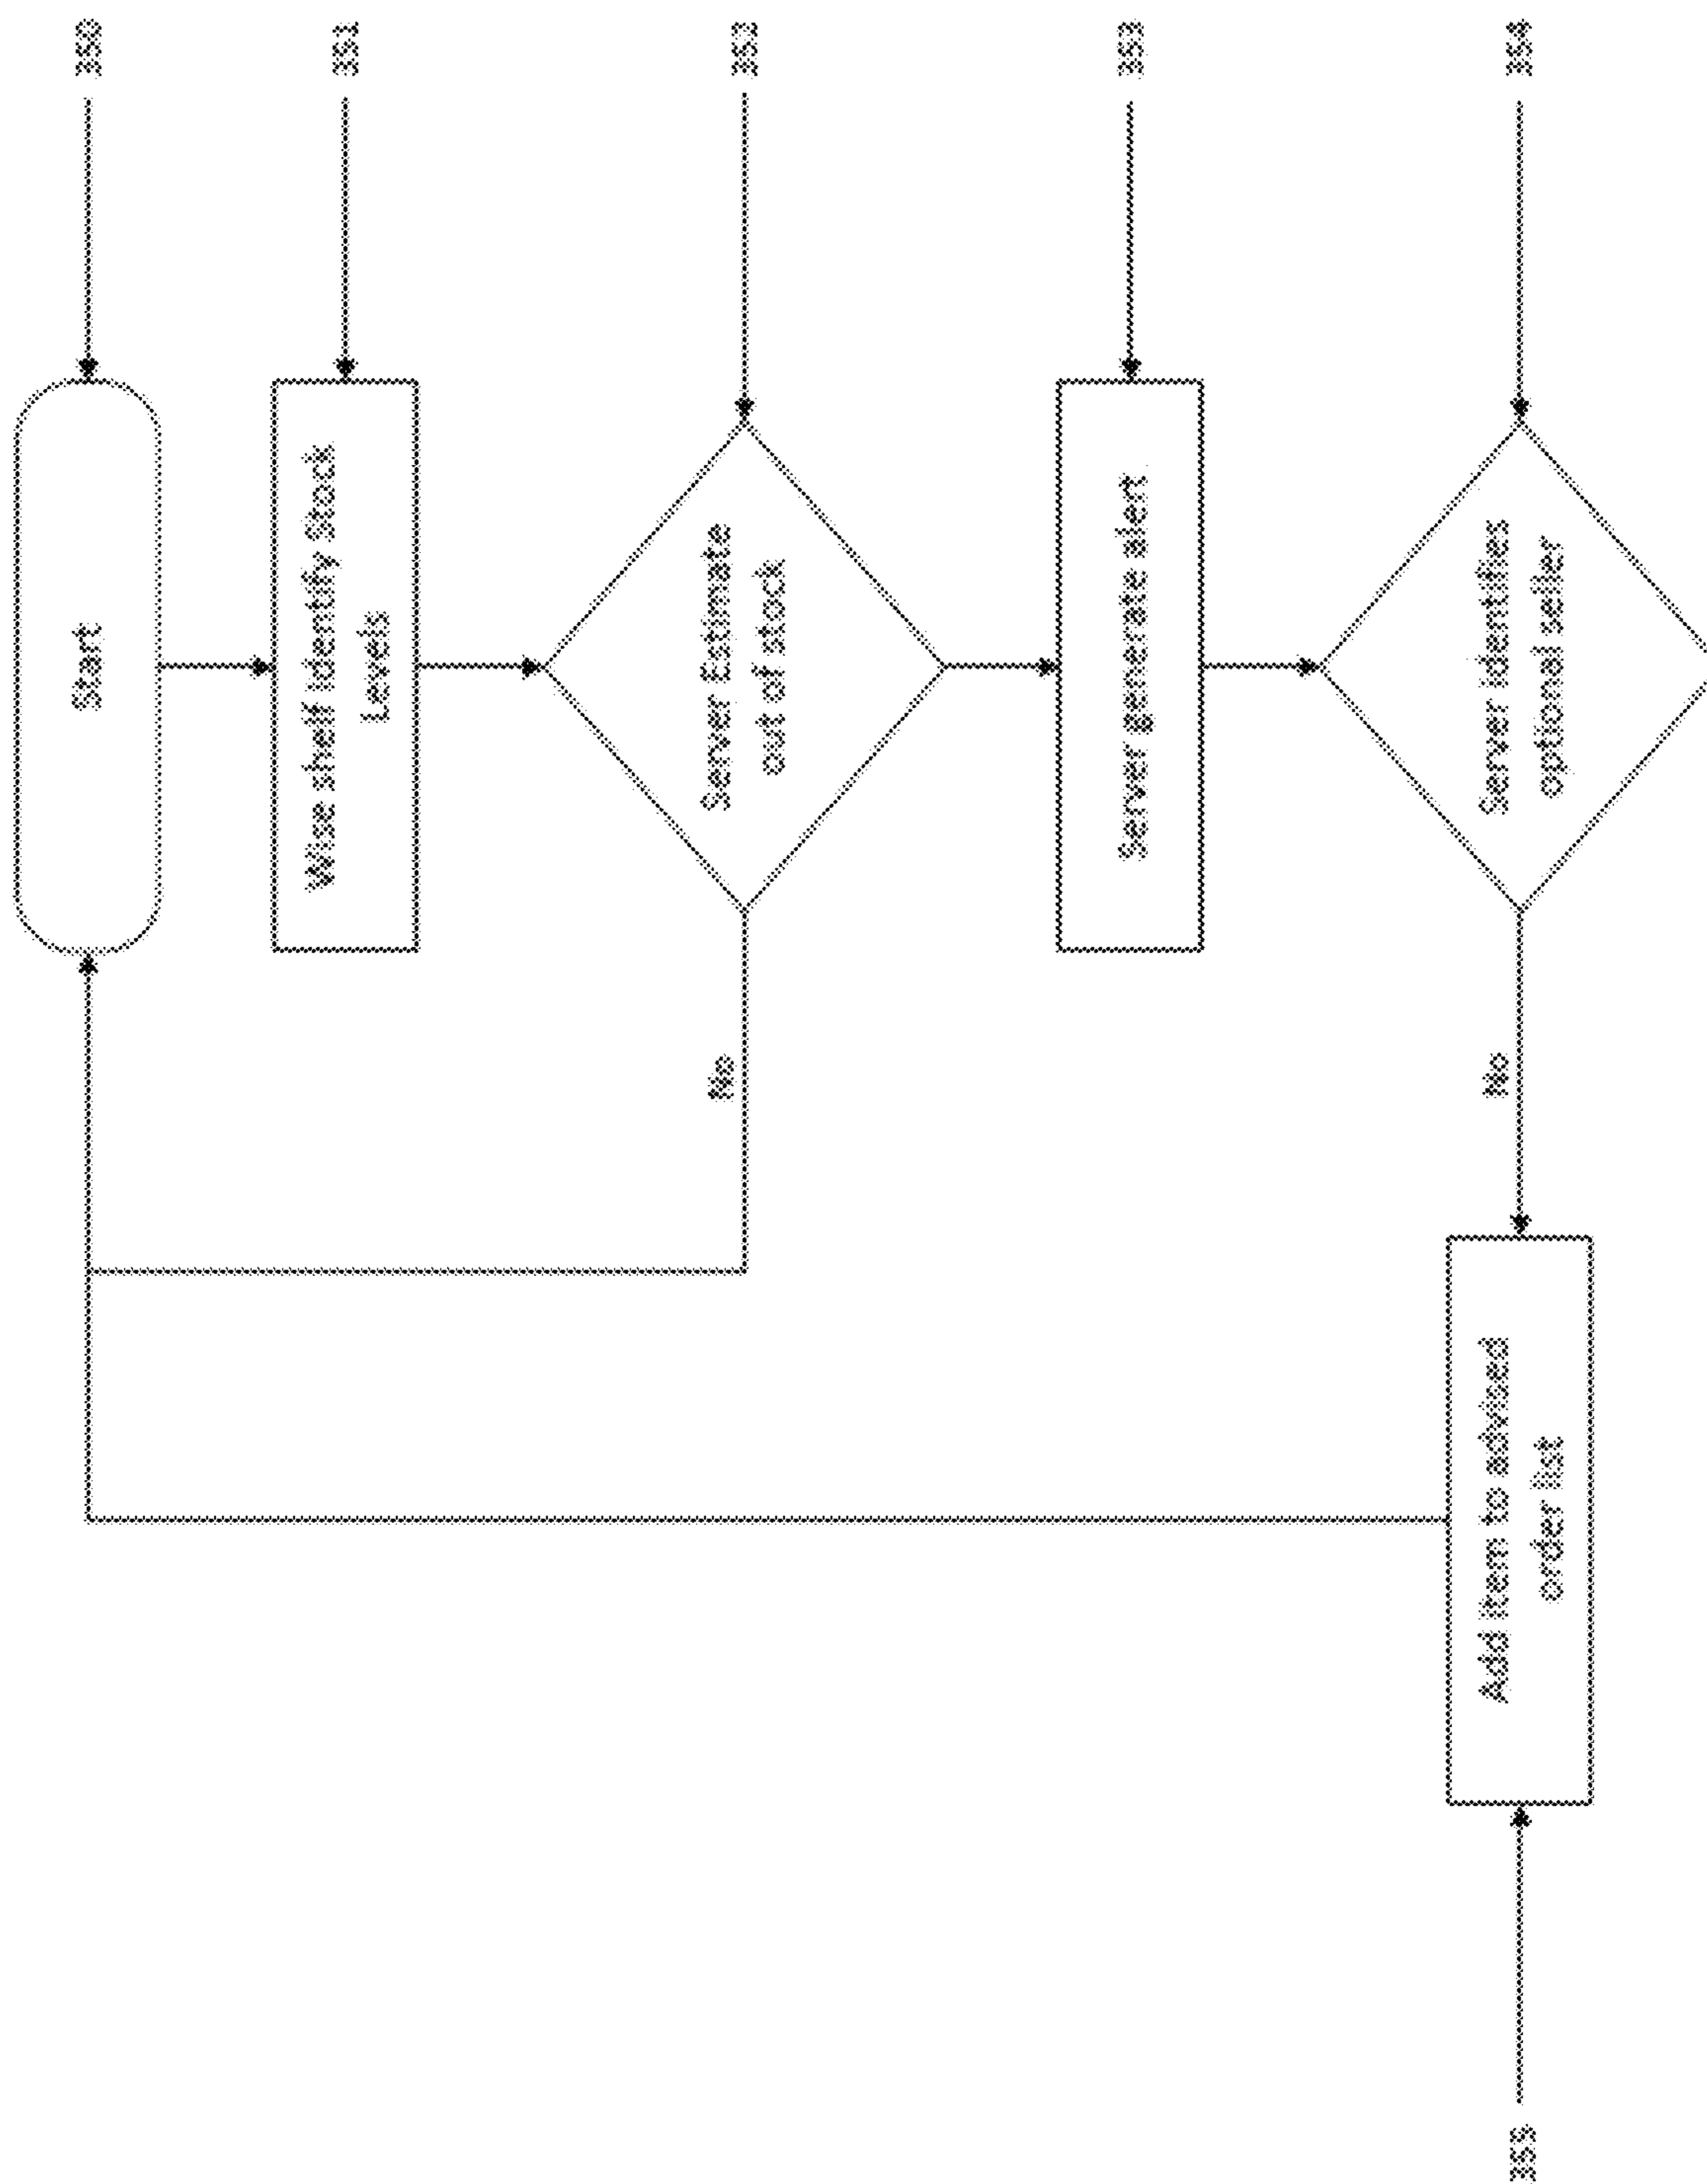 Start
350
Wise shelf identify Stock
Levels
351
Server Estimate
out of stock
352
No
Server generate alert
353
Server identifies
optional seller
354
No
Add item to advised
order list
355